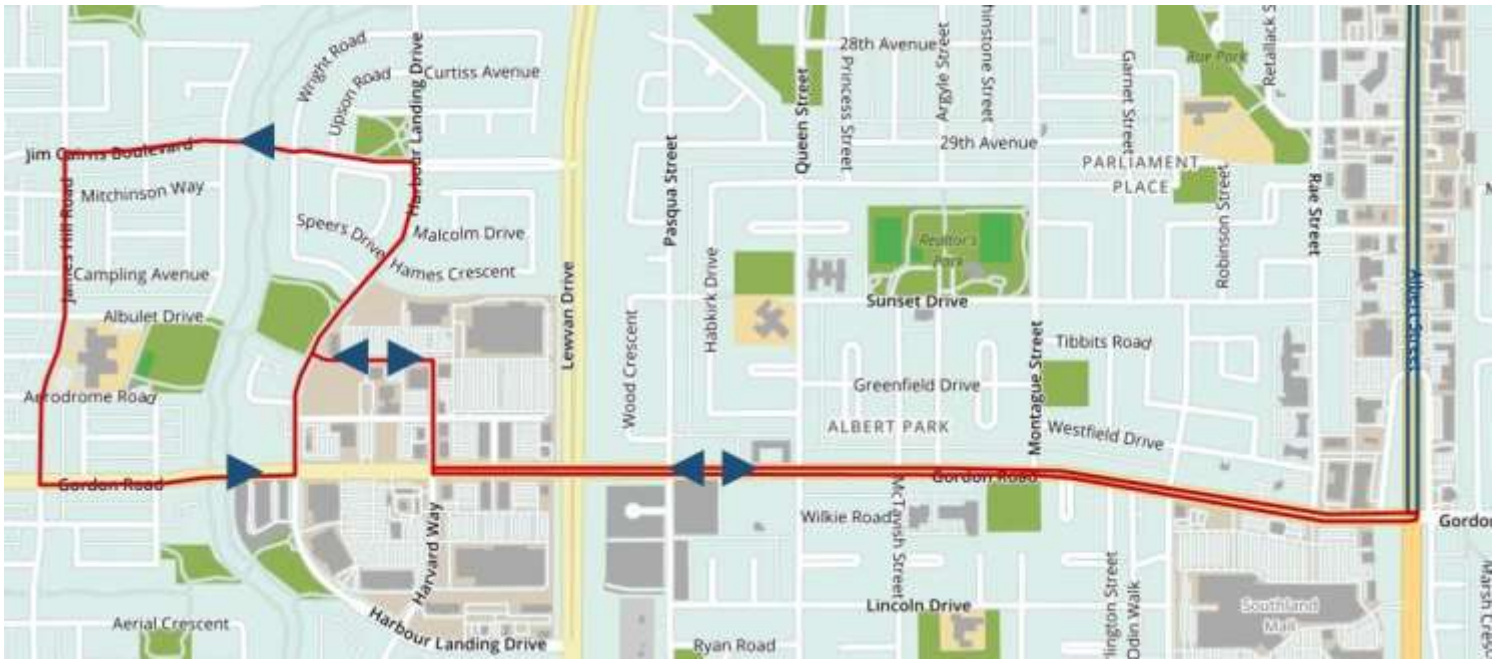 Wright Road
Upson Road
Harbour Landing Drive
Curtiss Avenue
28th Avenue
Princess Street
Argyle Street
Garnet Street
Rae Park
Queen Street
Pasqua Street
Jim Cairns Boulevard
29th Avenue
PARLIAMENT
PLACE
Mitchinson Way
James Hill Road
Speers Drive
Malcolm Drive
Hames Crescent
Robinson Street
Rae Street
Campling Avenue
Realtor's
Park
Sunset Drive
Albulet Drive
Lewvan Drive
Habkirk Drive
Wood Crescent
Montague Street
Tibbits Road
Albert Street
Aerodrome Road
Greenfield Drive
ALBERT PARK
Westfield Drive
Gordon Road
Gordon Road
McTavish Street
Wilkie Road
Gordon
Harvard Way
Lincoln Drive
Southland
Mall
Odin Walk
Aerial Crescent
Harbour Landing Drive
Ryan Road